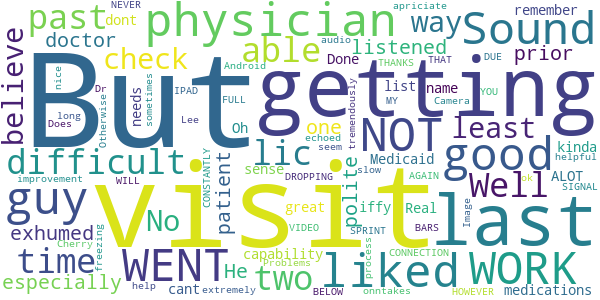 NEVER
apriciate
past
dont
physician
way
Sound
remember
doctor
check
able
listened
audio
prior
believe
But
getting
Done
THANKS
THAT
DUE
nice
needs
sometimes
IPAD
Android
FULL
list
MY
name
Camera
YOU
tremendously
long
Does
Otherwise
Dr
Lee
Oh
one
echoed
seem
NOT
least
kinda
helpful
difficult
lic
Medicaid
slow
good
ALOT
improvement
WILL
CONSTANTLY
patient
sense
DROPPING
polite
AGAIN
Well
SIGNAL
ok
guy
visit
last
No
great
iffy
Real
VIDEO
SPRINT
BARS
Image
exhumed
Cherry
freezing
WENT
He
two
capability
Problems
process
CONNECTION
liked
WORK
time
especially
help
cant
extremely
BELOW
onntakes
HOWEVER
medications